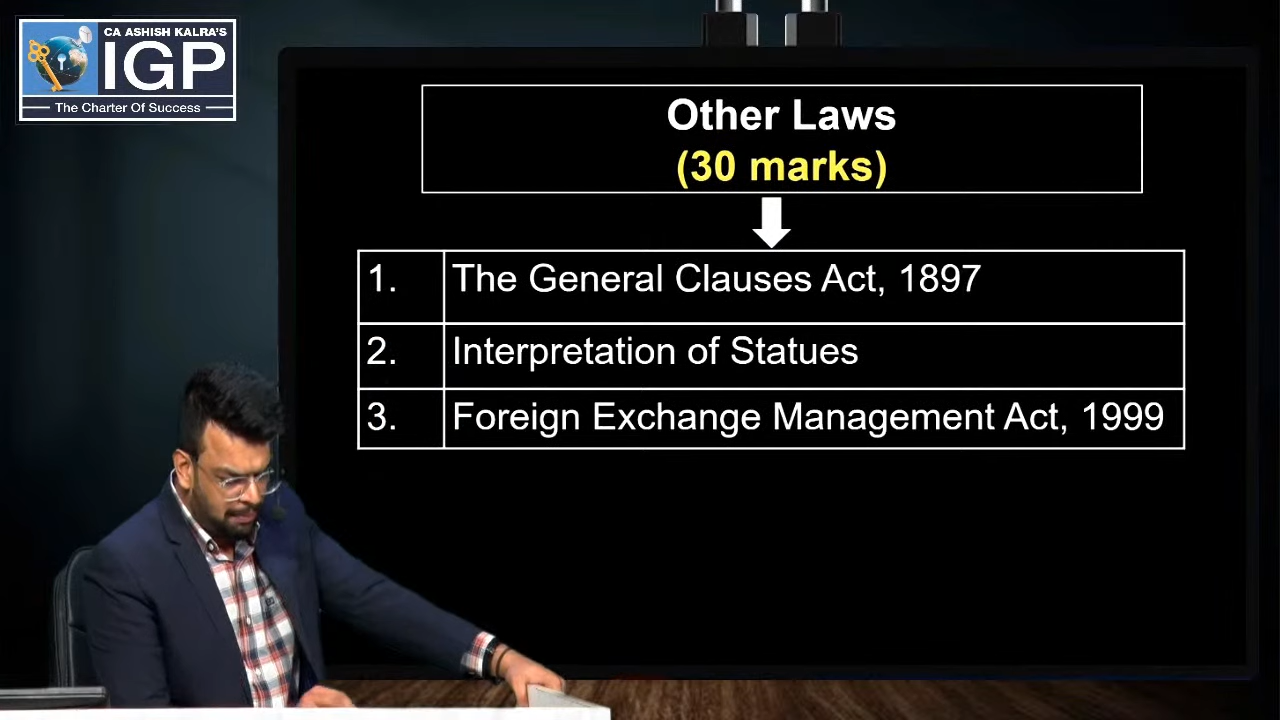 CA ASHISH KALRA'S
IGP
The Charter Of Success
Other Laws
(30 marks)
1. The General Clauses Act, 1897
2. Interpretation of Statues
3. Foreign Exchange Management Act, 1999